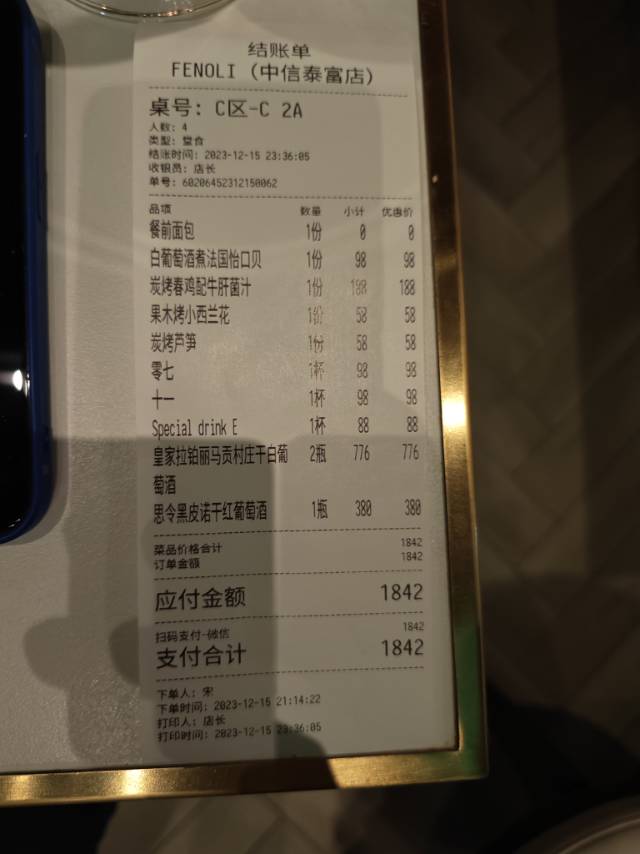 结账单
FENOLI (中信泰富店)
桌号: C区-C 2A
人数: 4
类型: 堂食
结账时间: 2023-12-15 23:36:05
收银员: 店长
单号: 60206452312150062
品项 数量 小计 优惠价
餐前面包 1份 0 0
白葡萄酒煮法国怡口贝 1份 98 98
炭烤春鸡配牛肝菌汁 1份 188 188
果木烤小西兰花 1份 58 58
炭烤芦笋 1份 58 58
零七 1杯 98 98
十一 1杯 98 98
Special drink E 1杯 88 88
皇家拉铂丽马贡村庄干白葡 2瓶 776 776
萄酒
思令黑皮诺干红葡萄酒 1瓶 380 380
菜品价格合计 1842
订单金额 1842
应付金额 1842
扫码支付-微信 1842
支付合计 1842
下单人: 宋
下单时间: 2023-12-15 21:14:22
打印人: 店长
打印时间: 2023-12-15 23:36:05